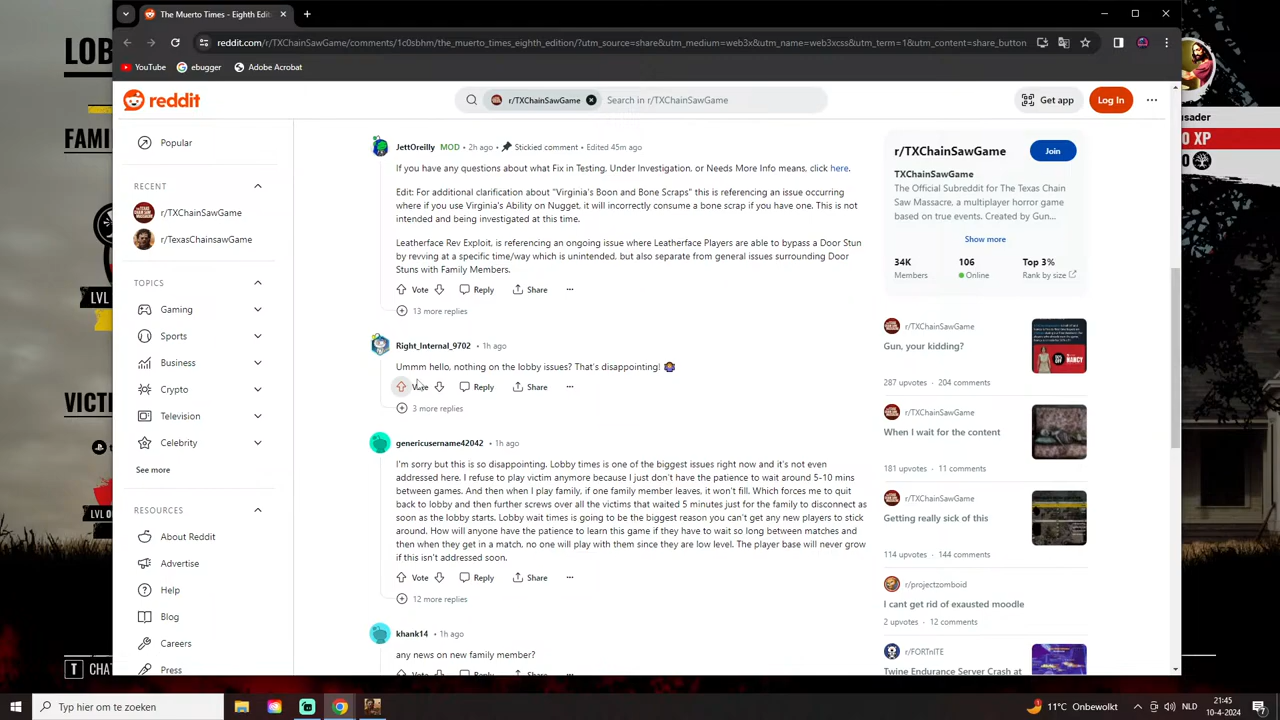 The Muerto Times - Eighth Edit
reddit.com/r/TXChainSawGame/comments/1c0sbhm/the_muerto_times_eighth_edition/?utm_source=share&utm_medium=web3x&utm_name=web3xcss&utm_term=1&utm_content=share_button
YouTube
ebugger
Adobe Acrobat
LOB
FAMI
LVL
VICT
LVL 0
T CHAT
usader
0 XP
0
reddit
r/TXChainSawGame
Search in r/TXChainSawGame
Get app
Log In
Popular
RECENT
r/TXChainSawGame
r/TexasChainsawGame
TOPICS
Gaming
Sports
Business
Crypto
Television
Celebrity
See more
RESOURCES
About Reddit
Advertise
Help
Blog
Careers
Press
JettOreilly MOD • 2h ago • Stickied comment • Edited 45m ago
If you have any questions about what Fix in Testing, Under Investigation, or Needs More Info means, click here.
Edit: For additional clarification about "Virginia's Boon and Bone Scraps" this is referencing an issue occurring
where if you use Virginia's Ability on Nugget, it will incorrectly consume a bone scrap if you have one. This is not
intended and being investigated at this time.
Leatherface Rev Exploit, is referencing an ongoing issue where Leatherface Players are able to bypass a Door Stun
by revving at a specific time/way which is unintended, but also separate from general issues surrounding Door
Stuns with Family Members.
Vote Reply Share
13 more replies
Right_Internal_9702 • 1h ago
Ummm hello, nothing on the lobby issues? That's disappointing!
Vote Reply Share
3 more replies
genericusername42042 • 1h ago
I'm sorry but this is so disappointing. Lobby times is one of the biggest issues right now and it's not even
addressed here. I refuse to play victim anymore because I just don't have the patience to wait around 5-10 mins
between games. And then when I play family, if one family member leaves, it won't fill. Which forces me to quit
back to lobby and then further screws over all the victims that waited 5 minutes just for the family to disconnect as
soon as the lobby starts. Lobby wait times is going to be the biggest reason you can't get any new players to stick
around. How will anyone have the patience to learn this game if they have to wait so long between matches and
then when they get in a match, no one will play with them since they are low level. The player base will never grow
if this isn't addressed soon.
Vote Reply Share
12 more replies
khank14 • 1h ago
any news on new family member?
Vote Reply Share
r/TXChainSawGame
Join
TXChainSawGame
The Official Subreddit for The Texas Chain
Saw Massacre, a multiplayer horror game
based on true events. Created by Gun...
Show more
34K 106 Top 3%
Members Online Rank by size
r/TXChainSawGame
Gun, your kidding?
287 upvotes • 204 comments
r/TXChainSawGame
When I wait for the content
181 upvotes • 11 comments
r/TXChainSawGame
Getting really sick of this
114 upvotes • 144 comments
r/projectzomboid
I cant get rid of exausted moodle
2 upvotes • 12 comments
r/FORTnITE
Twine Endurance Server Crash at
NANCY
Typ hier om te zoeken
11°C Onbewolkt
NLD
21:45
10-4-2024